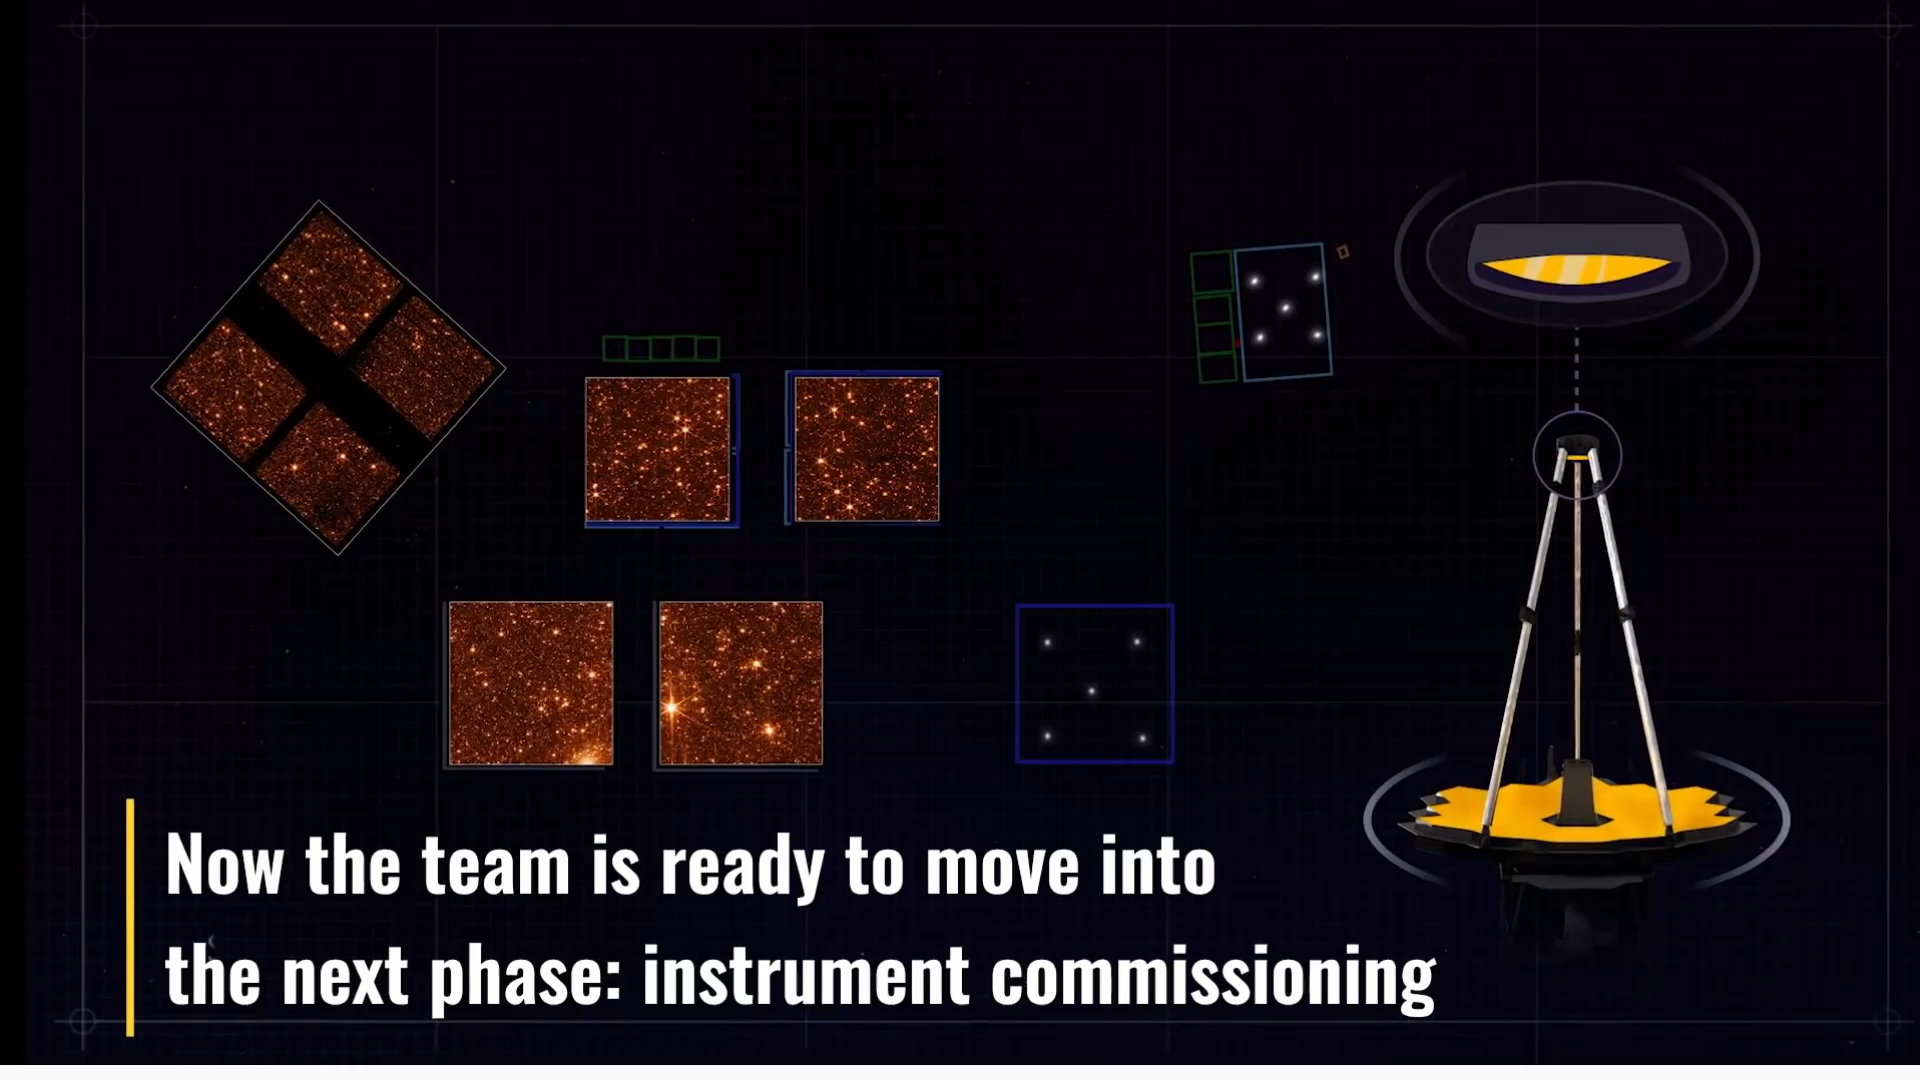 Now the team is ready to move into
the next phase: instrument commissioning